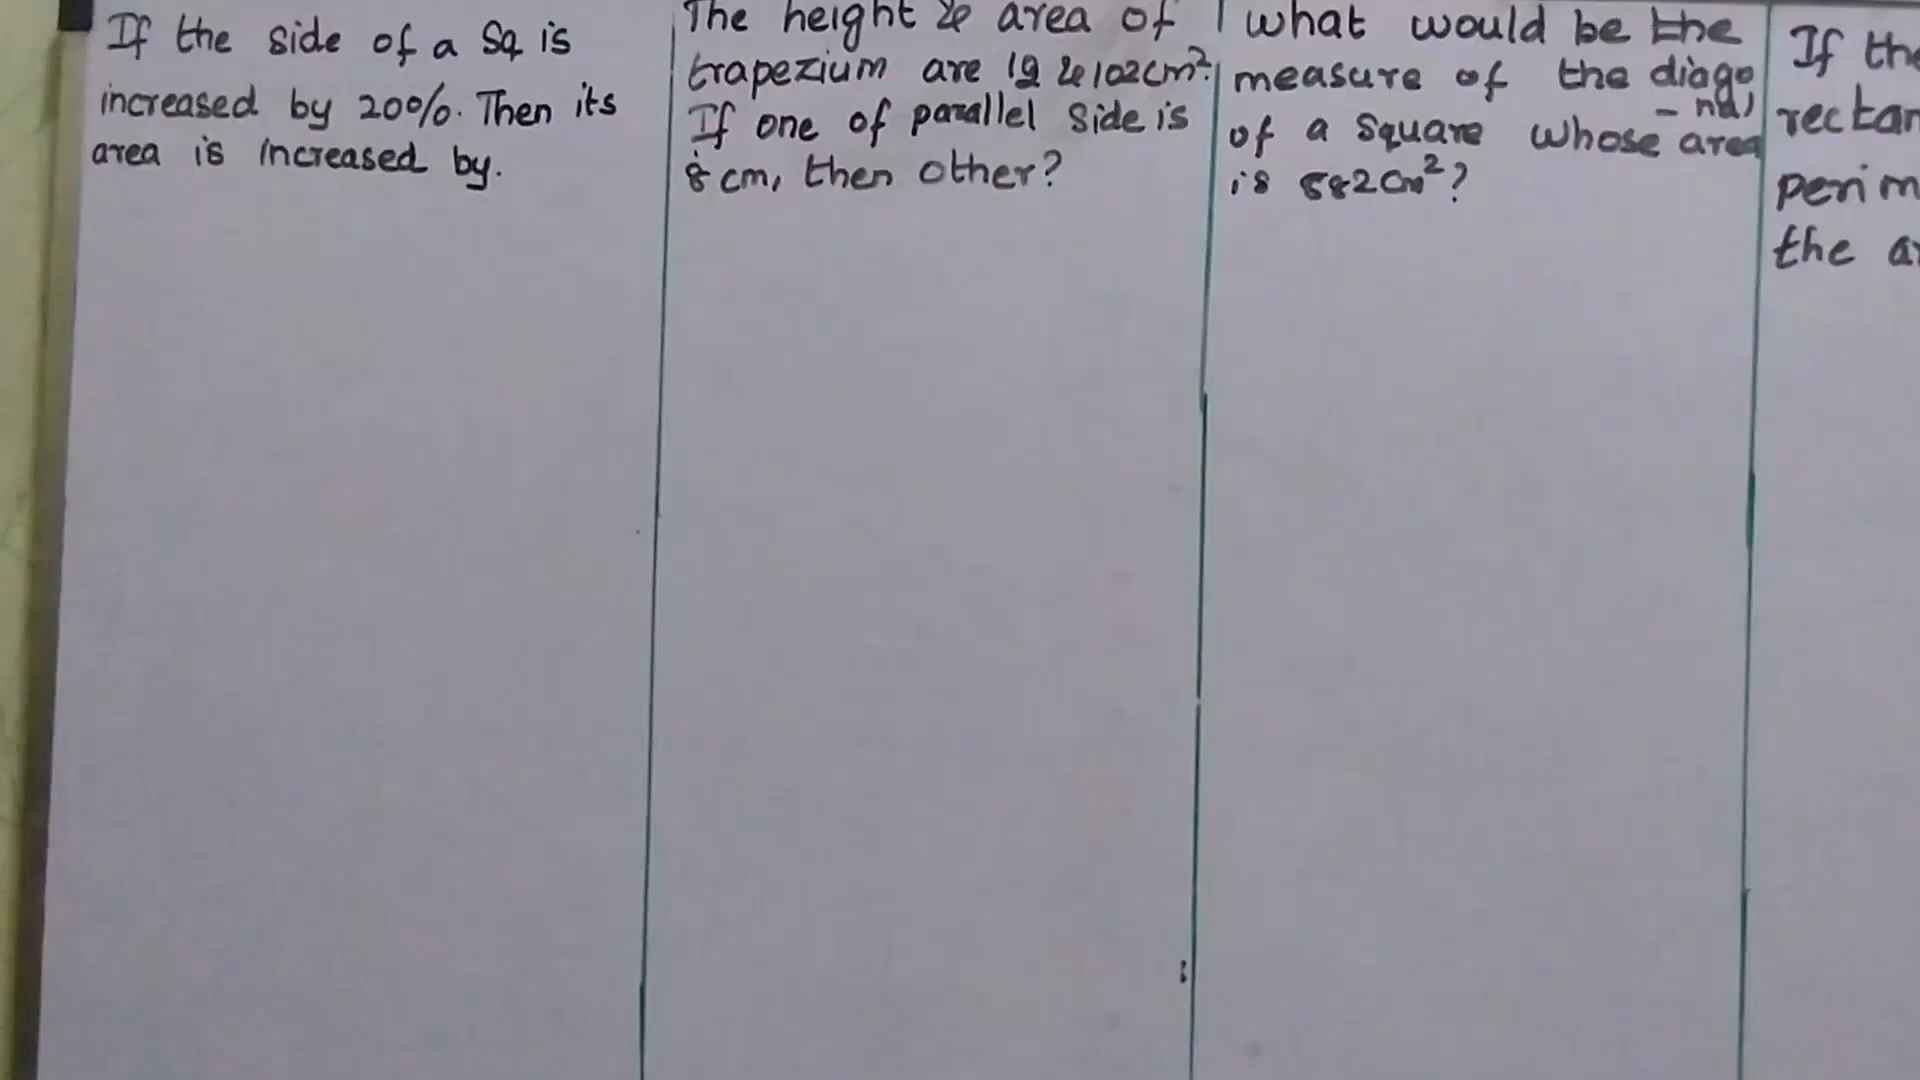 If the side of a Sq is
increased by 20%. Then its
area is increased by.
The height & area of
trapezium are & 102cm².
If one of parallel side is
8 cm, then other?
what would be the
measure of the diago
- nal
of a square whose area
is 882cm²?
If the
rectan
perim
the a